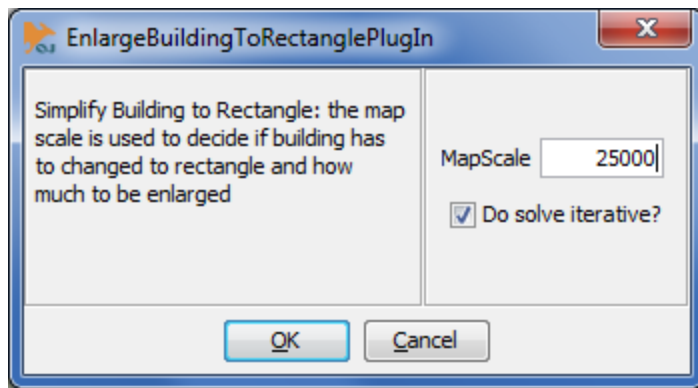 EnlargeBuildingToRectanglePlugIn
Simplify Building to Rectangle: the map
scale is used to decide if building has
to changed to rectangle and how
much to be enlarged
MapScale 25000
Do solve iterative?
OK Cancel